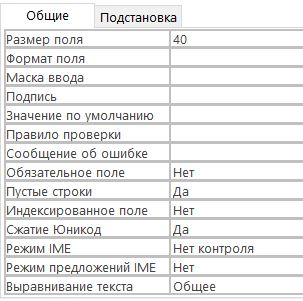 Общие Подстановка
Размер поля 40
Формат поля
Маска ввода
Подпись
Значение по умолчанию
Правило проверки
Сообщение об ошибке
Обязательное поле Нет
Пустые строки Да
Индексированное поле Нет
Сжатие Юникод Да
Режим IME Нет контроля
Режим предложений IME Нет
Выравнивание текста Общее